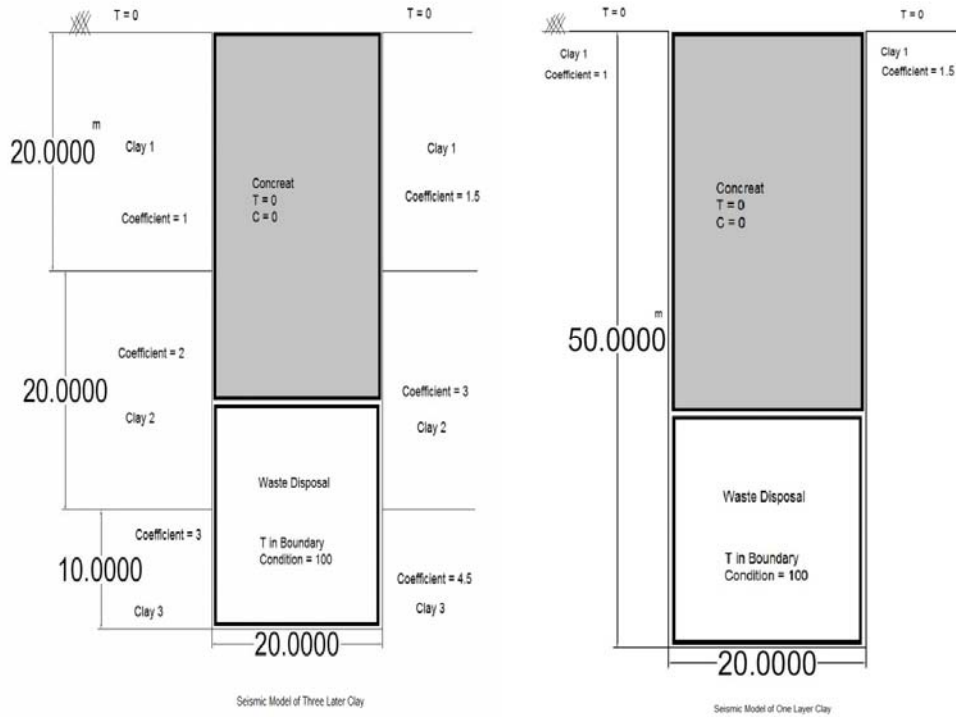 T = 0
T = 0
m
20.0000
Clay 1
Coefficient = 1
Concreat
T = 0
C = 0
Clay 1
Coefficient = 1.5
20.0000
Coefficient = 2
Clay 2
Coefficient = 3
Clay 2
Waste Disposal
T in Boundary
Condition = 100
10.0000
Coefficient = 3
Clay 3
Coefficient = 4.5
Clay 3
20.0000
Seismic Model of Three Later Clay
T = 0
T = 0
Clay 1
Coefficient = 1
Clay 1
Coefficient = 1.5
Concreat
T = 0
C = 0
m
50.0000
Waste Disposal
T in Boundary
Condition = 100
20.0000
Seismic Model of One Layer Clay